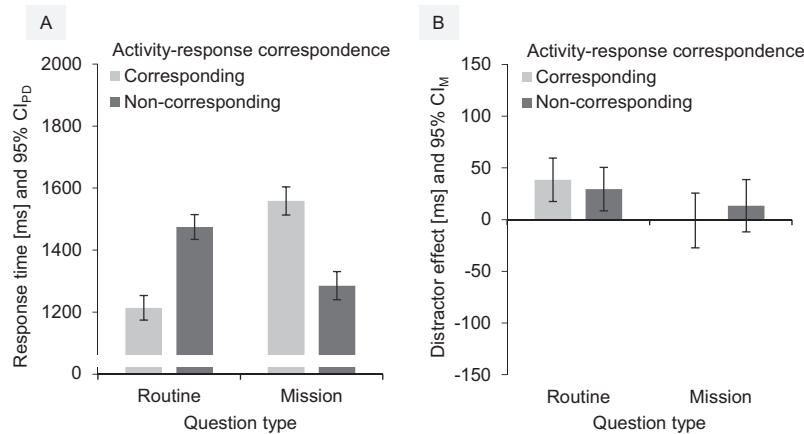 A
Activity-response correspondence
Corresponding
Non-corresponding
Response time [ms] and 95% CI_PD
2000
1800
1600
1400
1200
0
Routine
Mission
Question type
B
Activity-response correspondence
Corresponding
Non-corresponding
Distractor effect [ms] and 95% CI_M
150
100
50
0
-50
-100
-150
Routine
Mission
Question type